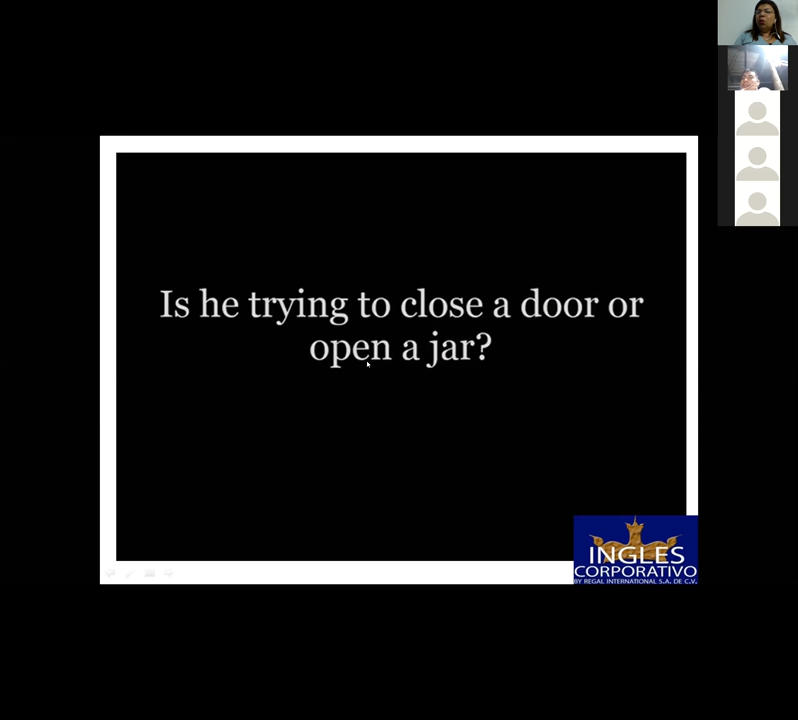 Is he trying to close a door or
open a jar?
INGLES
CORPORATIVO
BY REGAL INTERNATIONAL S.A. DE C.V.